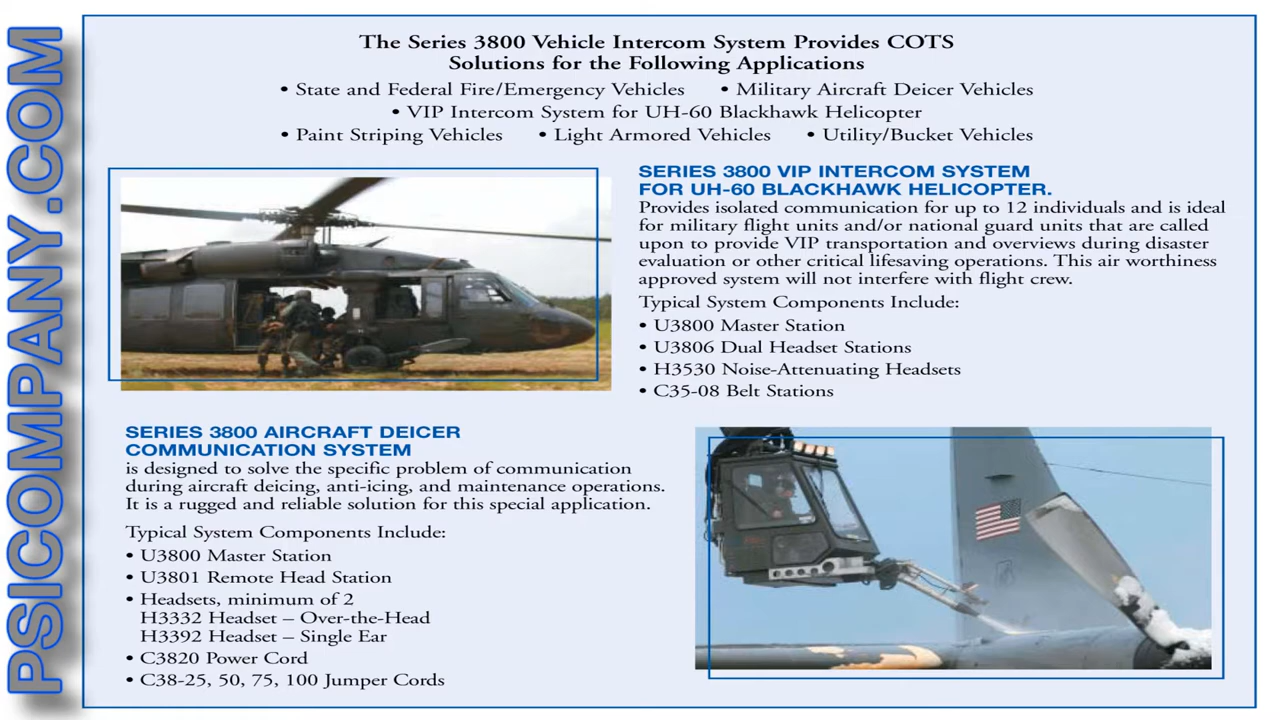 PSICOMPANY.COM
The Series 3800 Vehicle Intercom System Provides COTS
Solutions for the Following Applications
• State and Federal Fire/Emergency Vehicles • Military Aircraft Deicer Vehicles
• VIP Intercom System for UH-60 Blackhawk Helicopter
• Paint Striping Vehicles • Light Armored Vehicles • Utility/Bucket Vehicles
SERIES 3800 VIP INTERCOM SYSTEM
FOR UH-60 BLACKHAWK HELICOPTER.
Provides isolated communication for up to 12 individuals and is ideal
for military flight units and/or national guard units that are called
upon to provide VIP transportation and overviews during disaster
evaluation or other critical lifesaving operations. This air worthiness
approved system will not interfere with flight crew.
Typical System Components Include:
• U3800 Master Station
• U3806 Dual Headset Stations
• H3530 Noise-Attenuating Headsets
• C35-08 Belt Stations
SERIES 3800 AIRCRAFT DEICER
COMMUNICATION SYSTEM
is designed to solve the specific problem of communication
during aircraft deicing, anti-icing, and maintenance operations.
It is a rugged and reliable solution for this special application.
Typical System Components Include:
• U3800 Master Station
• U3801 Remote Head Station
• Headsets, minimum of 2
H3332 Headset – Over-the-Head
H3392 Headset – Single Ear
• C3820 Power Cord
• C38-25, 50, 75, 100 Jumper Cords